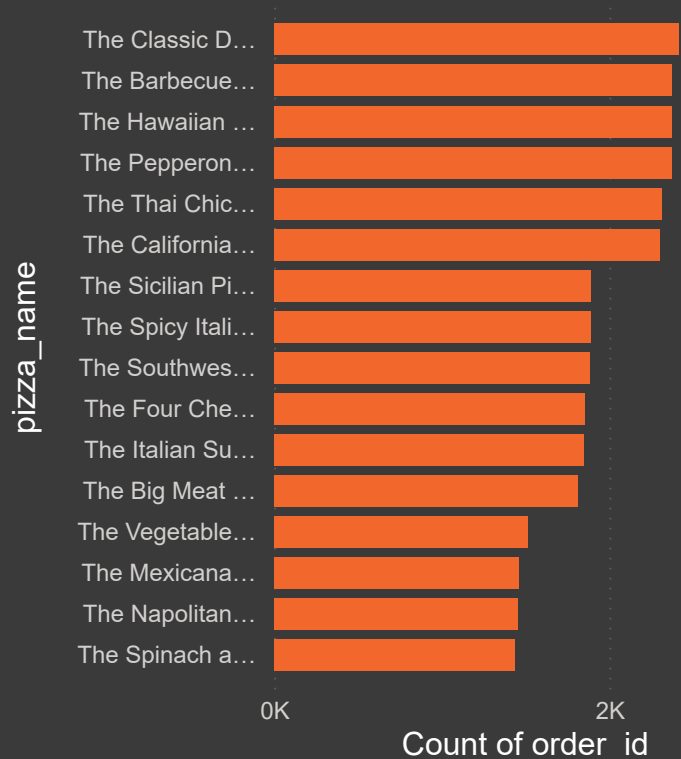 The Classic D…
The Barbecue…
The Hawaiian …
The Pepperon…
The Thai Chic…
The California…
The Sicilian Pi…
The Spicy Itali…
The Southwes…
The Four Che…
The Italian Su…
The Big Meat …
The Vegetable…
The Mexicana…
The Napolitan…
The Spinach a…
pizza_name
0K 2K
Count of order_id